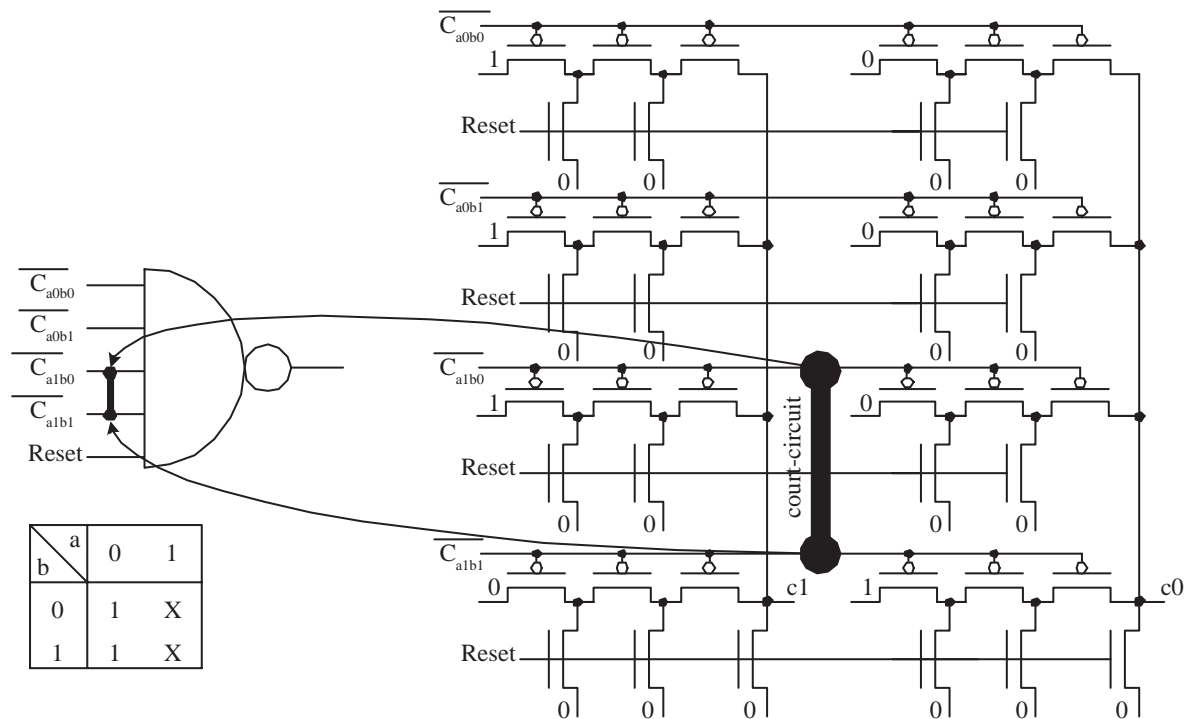 C̅a0b0
1
0
Reset
0
0
0
0
C̅a0b1
1
0
Reset
0
0
0
0
C̅a1b0
1
0
Reset
0
0
0
0
court-circuit
C̅a1b1
0
c1
1
c0
Reset
0
0
0
0
0
0
C̅a0b0
C̅a0b1
C̅a1b0
C̅a1b1
Reset
a
b
0 1
0 1 X
1 1 X